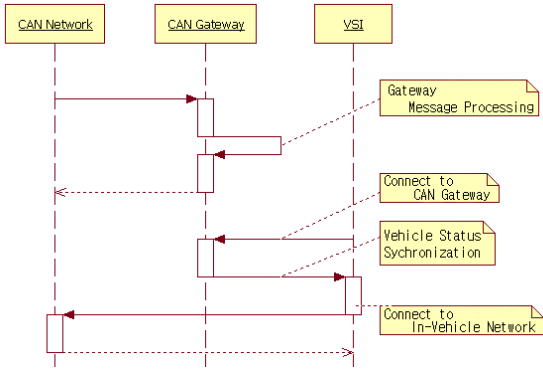 CAN Network
CAN Gateway
VSI
Gateway
Message Processing
Connect to
CAN Gateway
Vehicle Status
Sychronization
Connect to
In-Vehicle Network